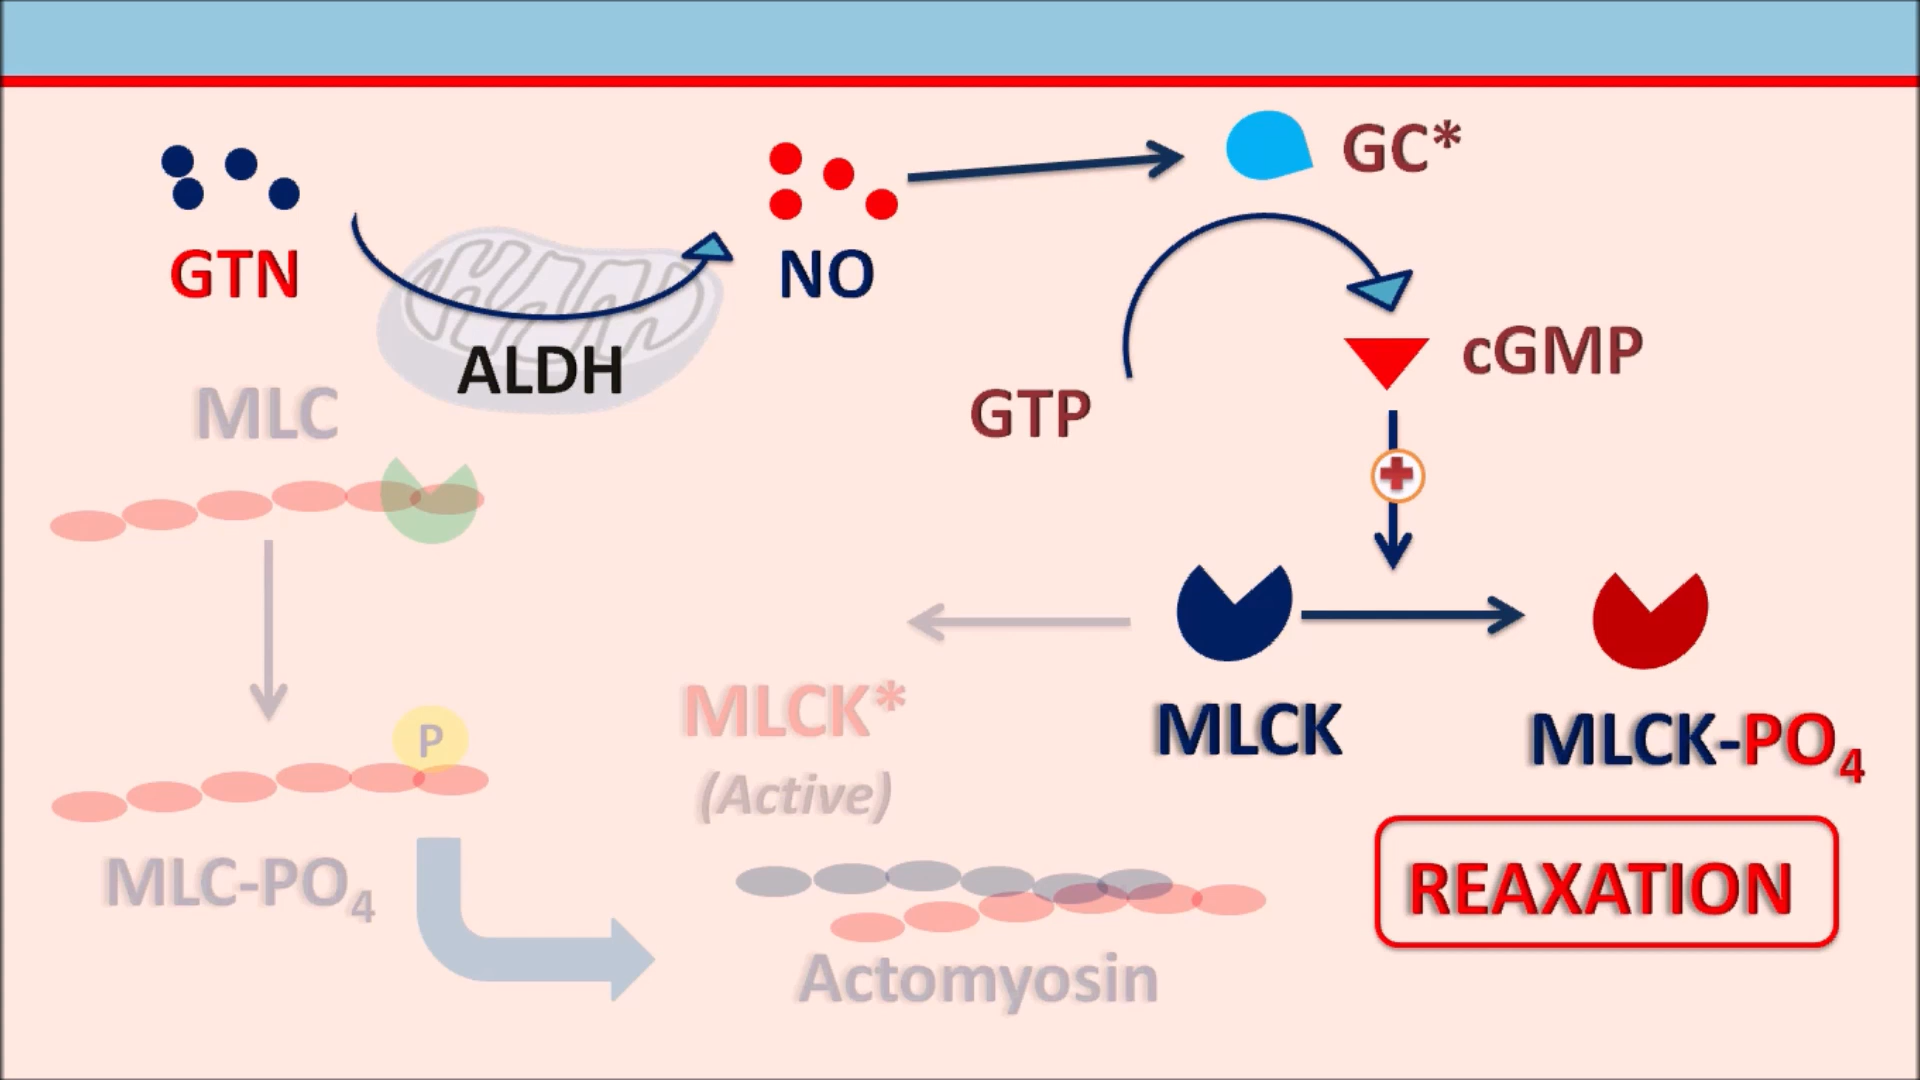 GC*
GTN
NO
ALDH
cGMP
MLC
GTP
P
MLCK*
(Active)
MLCK
MLCK-PO4
MLC-PO4
REAXATION
Actomyosin